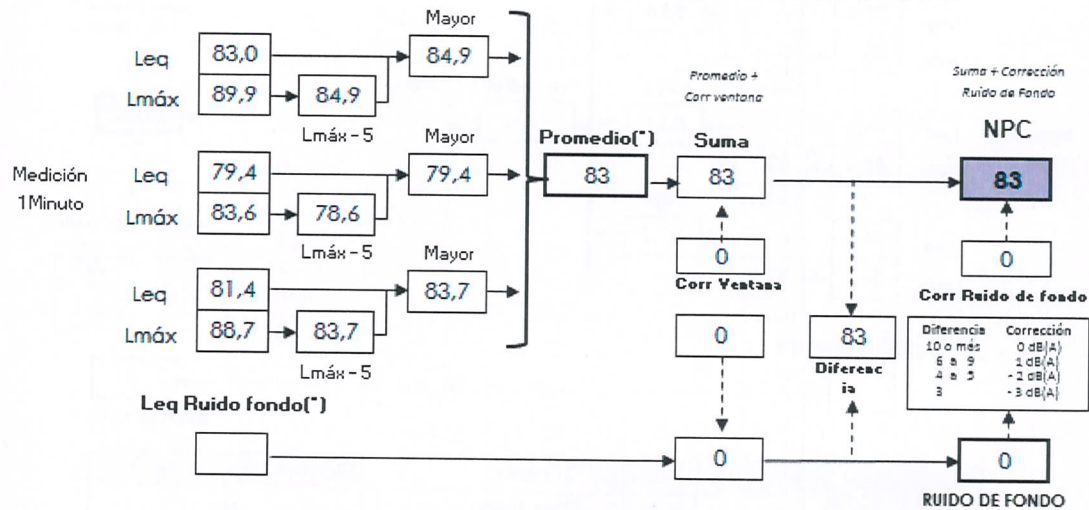 Mayor
Leq 83,0 84,9
Lmáx 89,9 84,9
Lmáx - 5
Promedio +
Corr ventana
Suma + Corrección
Ruido de Fondo
Promedio(*) Suma NPC
Medición
1Minuto
Mayor
Leq 79,4 79,4
Lmáx 83,6 78,6
Lmáx - 5
83 83 83
0
Corr Ventana
0
Corr Ruido de fondo
Mayor
Leq 81,4 83,7
Lmáx 88,7 83,7
Lmáx - 5
0
83
Diferenc
ia
Diferencia Corrección
10 o más 0 dB(A)
6 a 9 1 dB(A)
4 a 5 - 2 dB(A)
3 - 3 dB(A)
Leq Ruido fondo(*)
0
0
RUIDO DE FONDO